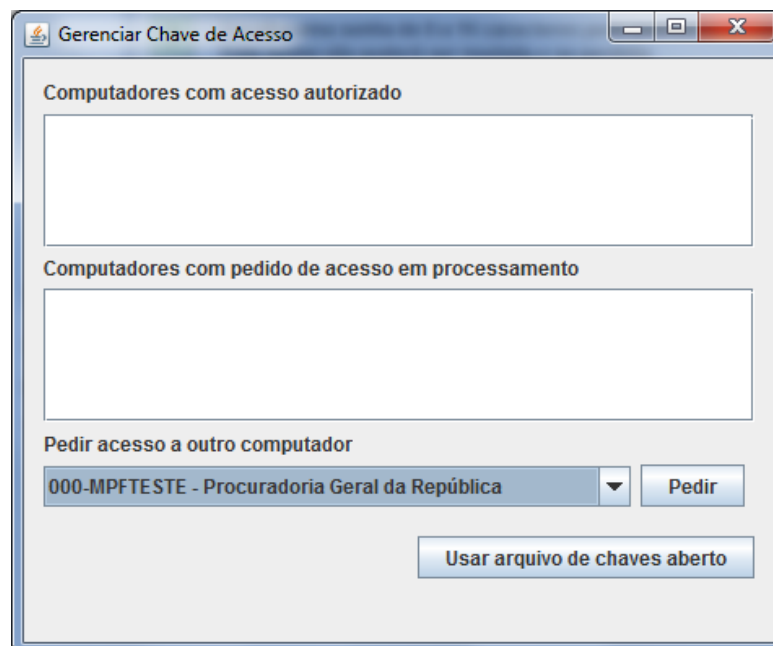 Gerenciar Chave de Acesso
Computadores com acesso autorizado
Computadores com pedido de acesso em processamento
Pedir acesso a outro computador
000-MPFTESTE - Procuradoria Geral da República
Pedir
Usar arquivo de chaves aberto